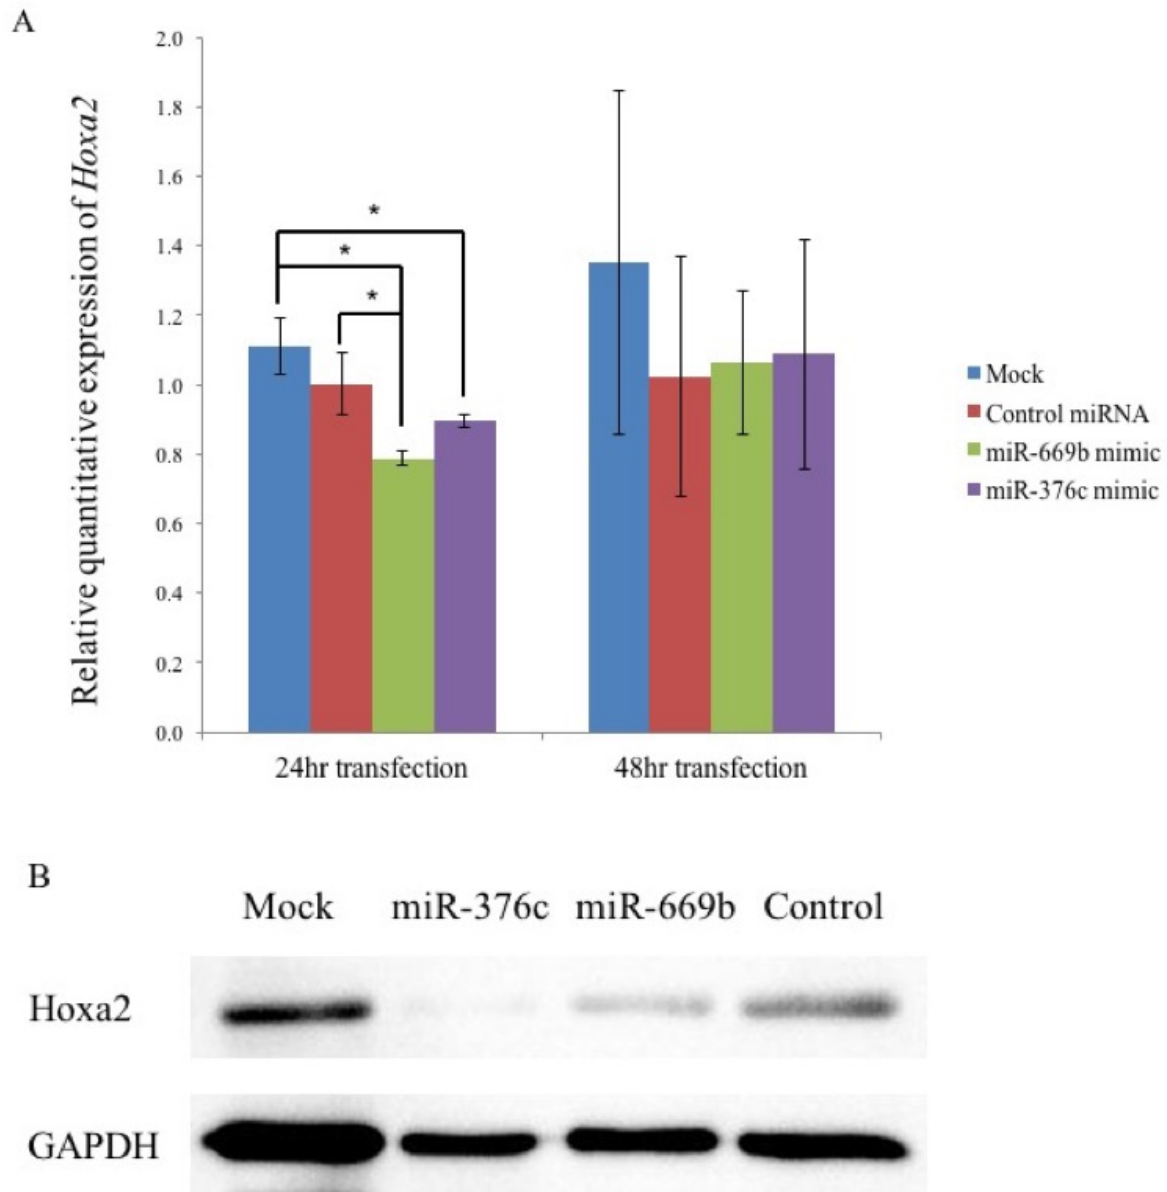 A
Relative quantitative expression of Hoxa2
2.0
1.8
1.6
1.4
1.2
1.0
0.8
0.6
0.4
0.2
0.0
*
*
*
24hr transfection
48hr transfection
Mock
Control miRNA
miR-669b mimic
miR-376c mimic
B
Mock miR-376c miR-669b Control
Hoxa2
GAPDH